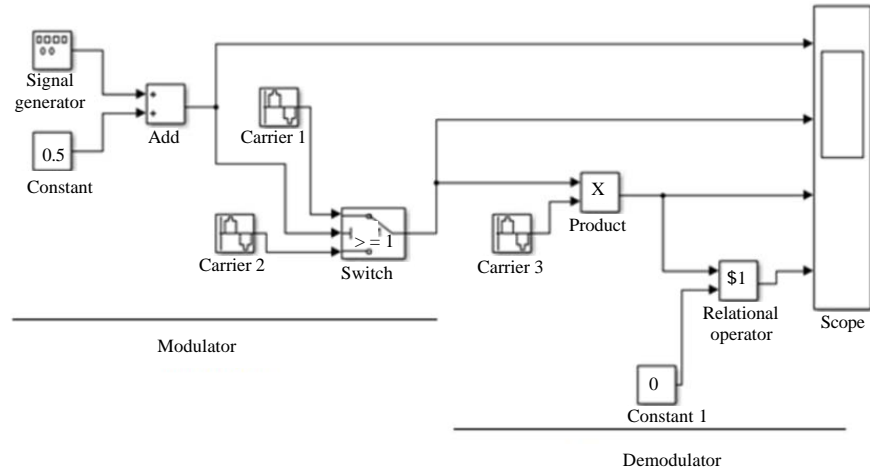 Signal
generator
Add
0.5
Constant
Carrier 1
Carrier 2
> = 1
Switch
X
Product
Carrier 3
$1
Relational
operator
Scope
0
Constant 1
Modulator
Demodulator